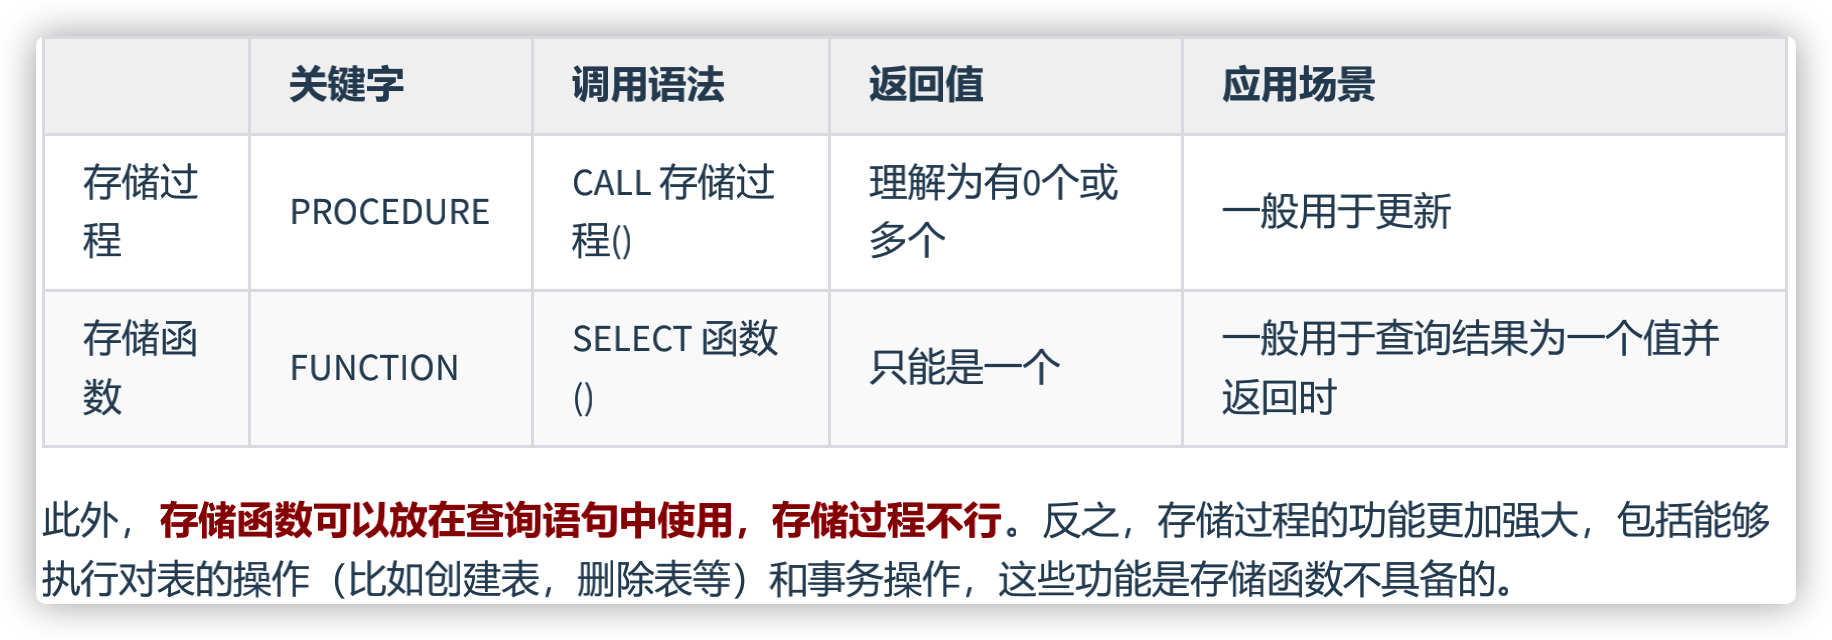 关键字 调用语法 返回值 应用场景
存储过程 PROCEDURE CALL 存储过程() 理解为有0个或多个 一般用于更新
存储函数 FUNCTION SELECT 函数() 只能是一个 一般用于查询结果为一个值并返回时
此外，存储函数可以放在查询语句中使用，存储过程不行。反之，存储过程的功能更加强大，包括能够
执行对表的操作（比如创建表，删除表等）和事务操作，这些功能是存储函数不具备的。